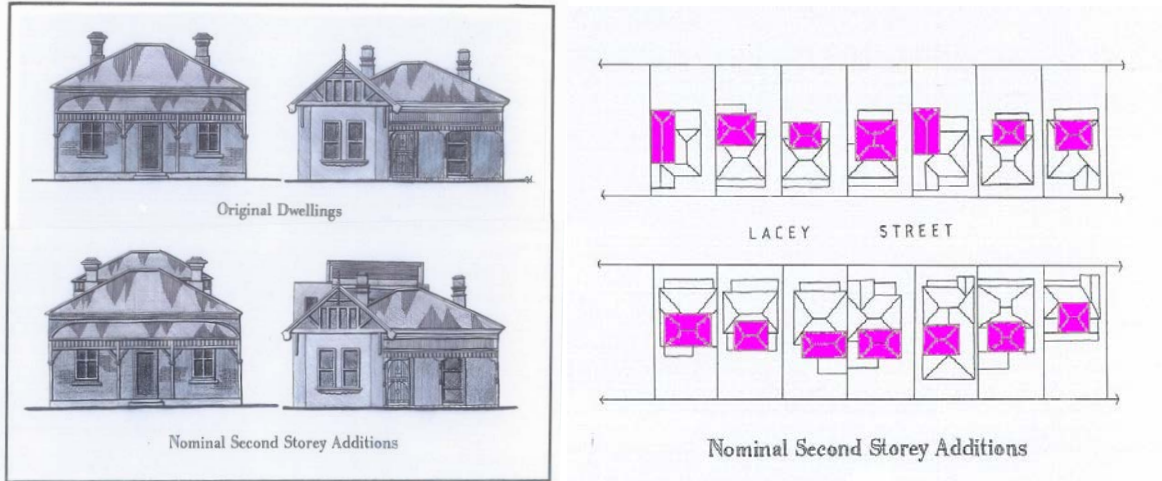 Original Dwellings
Nominal Second Storey Additions
LACEY STREET
Nominal Second Storey Additions